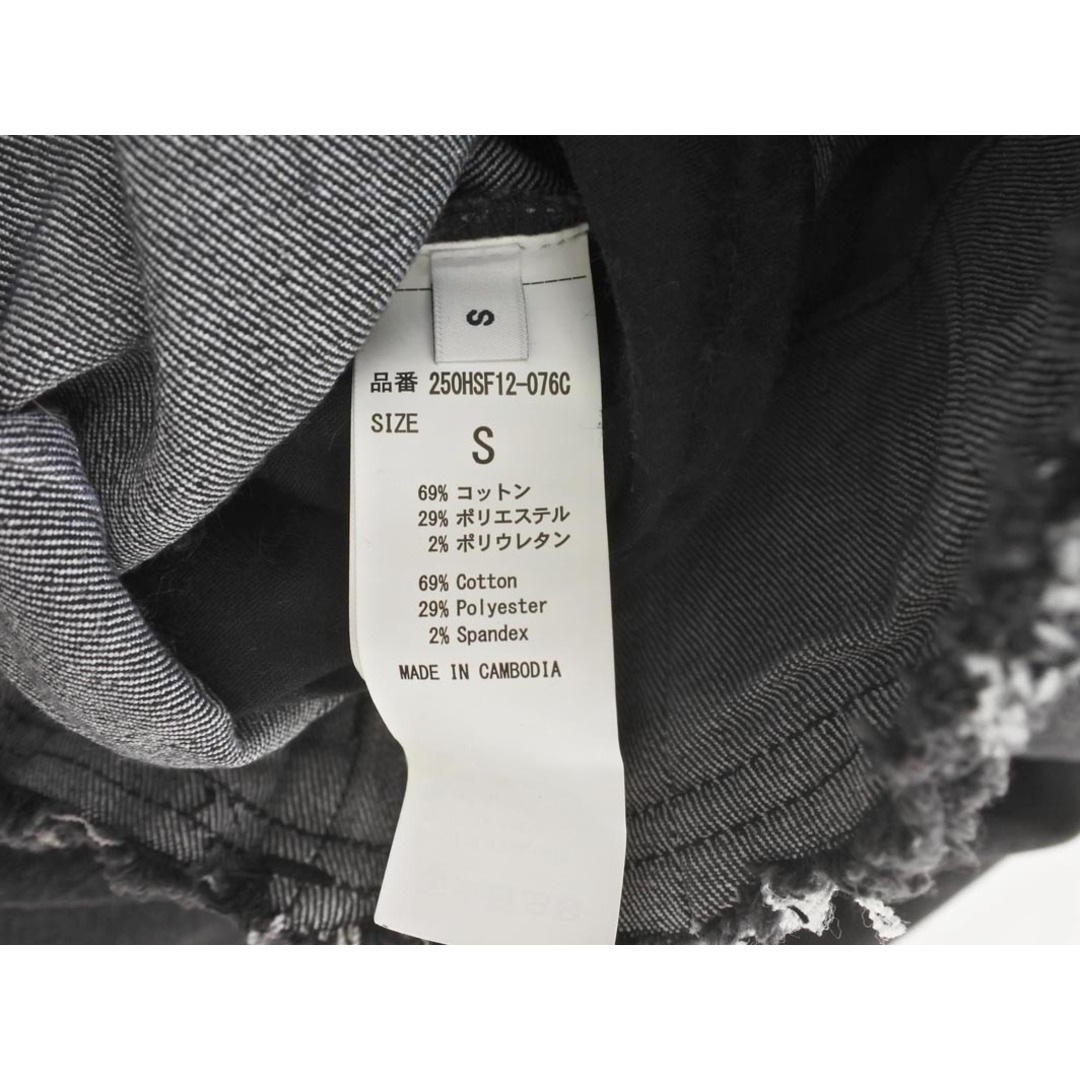 S
品番 250HSF12-076C
SIZE
S
69% コットン
29% ポリエステル
2% ポリウレタン
69% Cotton
29% Polyester
2% Spandex
MADE IN CAMBODIA